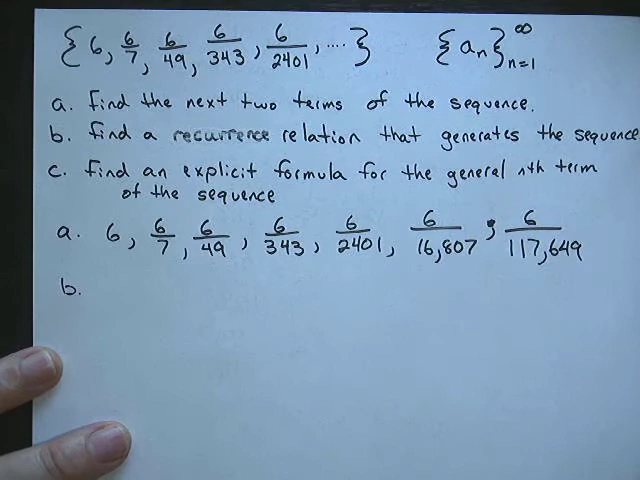 {6, 6/7, 6/49, 6/343, 6/2401, ....} {aₙ}^∞ₙ₌₁
a. Find the next two terms of the sequence.
b. Find a recurrence relation that generates the sequence
c. Find an explicit formula for the general nth term
of the sequence
a. 6, 6/7, 6/49, 6/343, 6/2401, 6/16,807, 6/117,649
b.